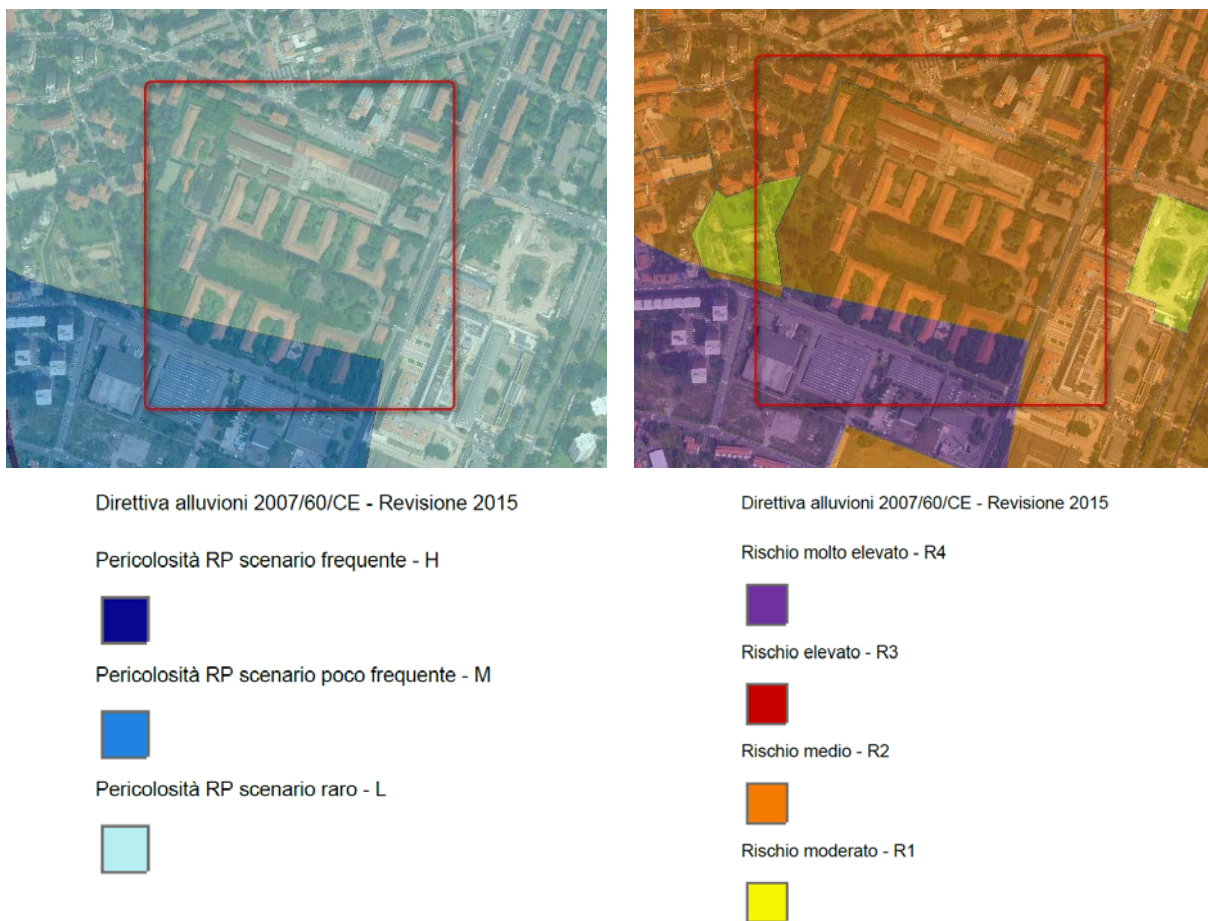 Direttiva alluvioni 2007/60/CE - Revisione 2015
Pericolosità RP scenario frequente - H
Pericolosità RP scenario poco frequente - M
Pericolosità RP scenario raro - L
Direttiva alluvioni 2007/60/CE - Revisione 2015
Rischio molto elevato - R4
Rischio elevato - R3
Rischio medio - R2
Rischio moderato - R1